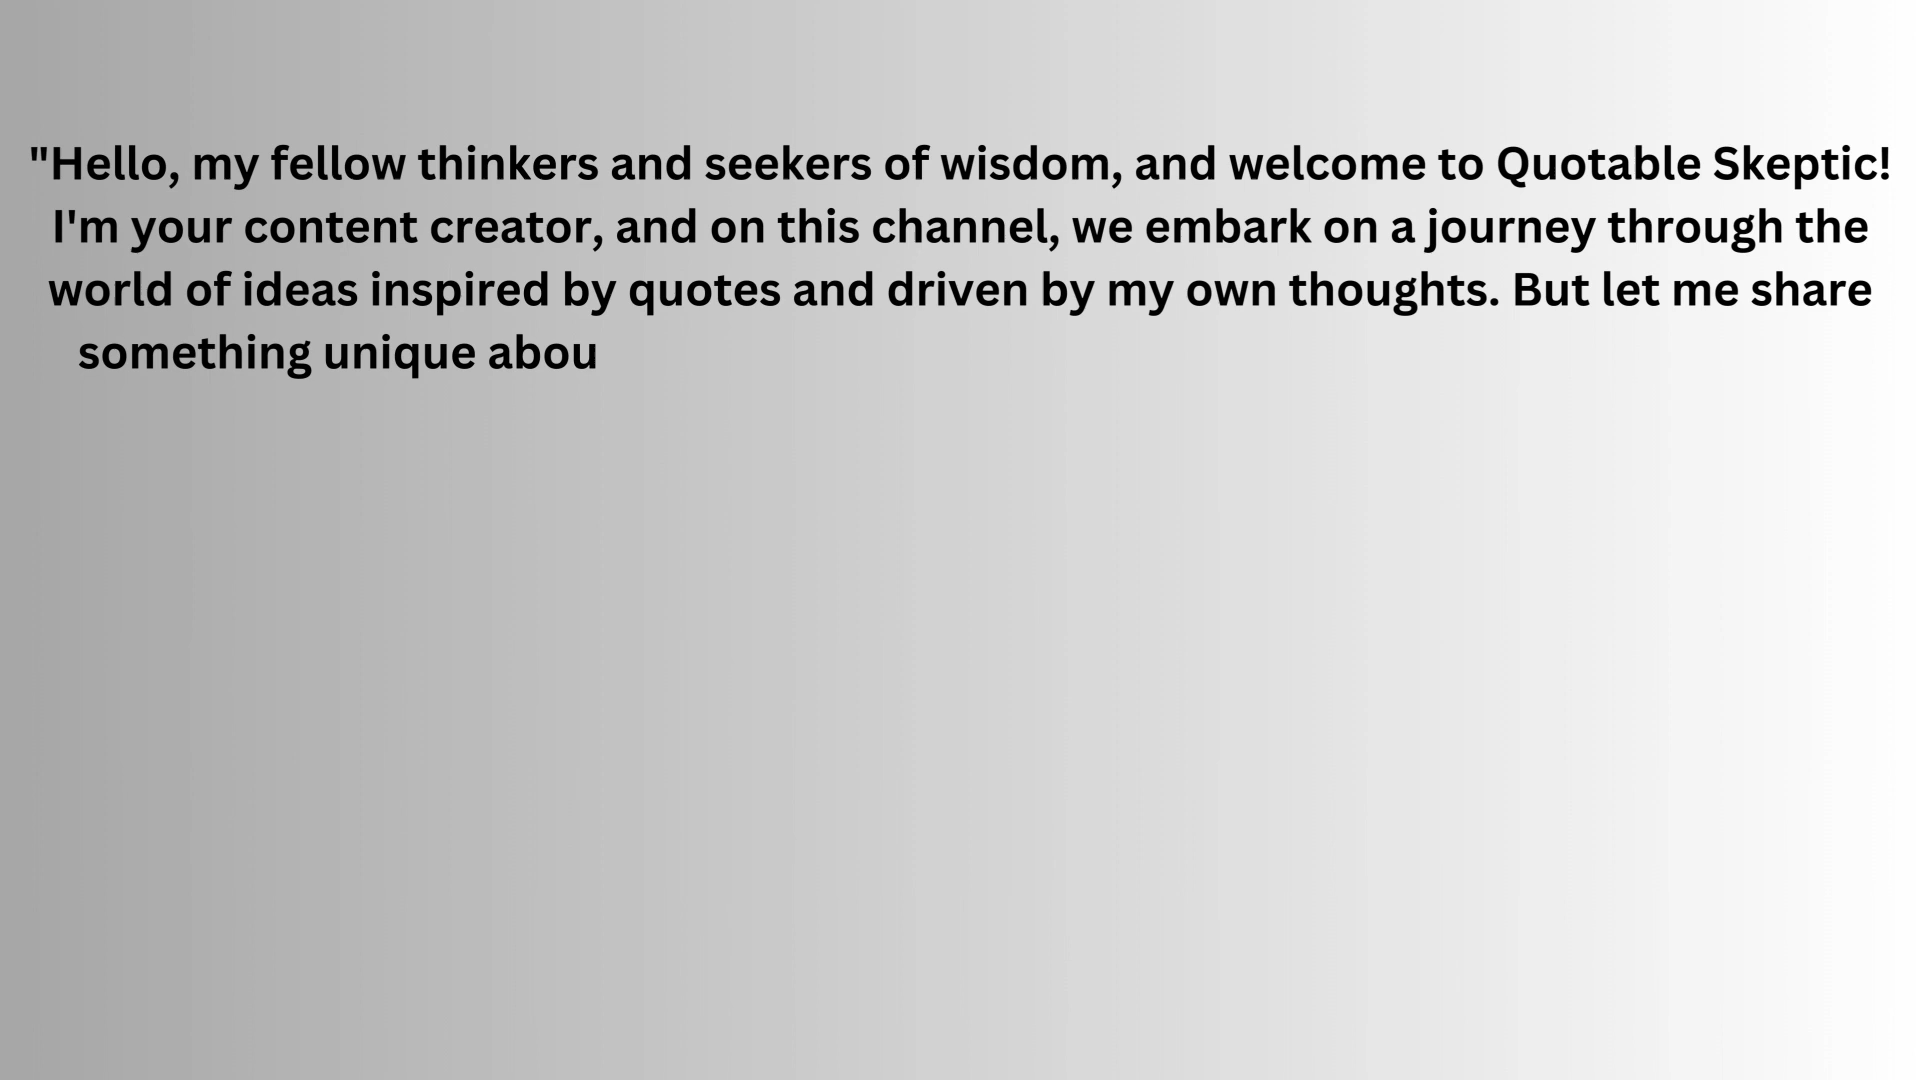 "Hello, my fellow thinkers and seekers of wisdom, and welcome to Quotable Skeptic!
I'm your content creator, and on this channel, we embark on a journey through the
world of ideas inspired by quotes and driven by my own thoughts. But let me share
something unique abou